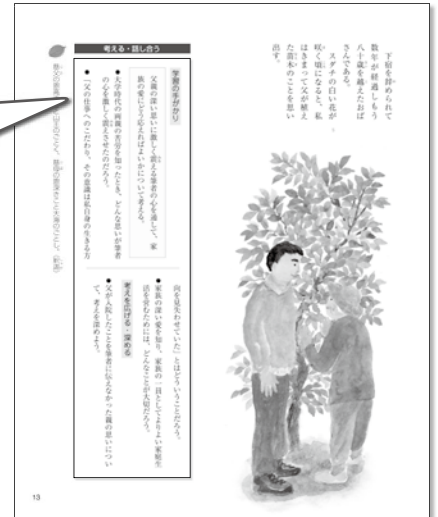 下宿を辞められて
数年が経過しもう
八十歳を越えたおば
さんである。
スダチの白い花が
咲く頃になると、私
はきまって父が植え
た苗木のことを思い
出す。
考える・話し合う
学習の手がかり
父親の深い思いに激しく震える筆者の心を通して、家
族の愛にどう応えればよいかについて考える。
●大学時代の両親の苦労を知ったとき、どんな思いが筆者
の心を激しく震えさせたのだろう。
●「父の仕事へのこだわり、その意識は私自身の生きる方
向を見失わせていた」とはどういうことだろう。
●家族の深い愛を知り、家族の一員としてよりよい家庭生
活を営むためには、どんなことが大切だろう。
考えを広げる・深める
●父が入院したことを筆者に伝えなかった親の思いについ
て、考えを深めよう。
13